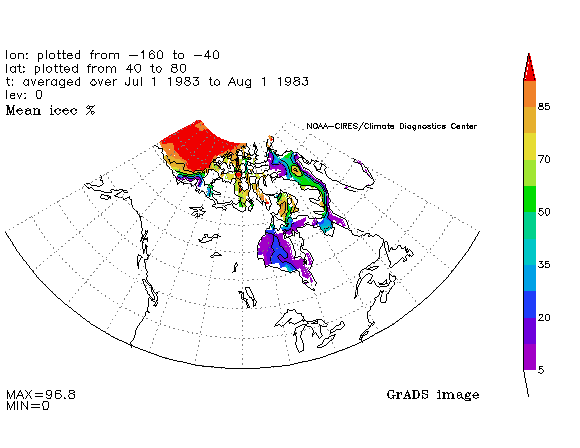 lon: plotted from −160 to −40
lat: plotted from 40 to 80
t: averaged over Jul 1 1983 to Aug 1 1983
lev: 0
Mean icec %
NOAA−CIRES/Climate Diagnostics Center
85
70
50
35
20
5
MAX=96.8
MIN=0
GrADS image